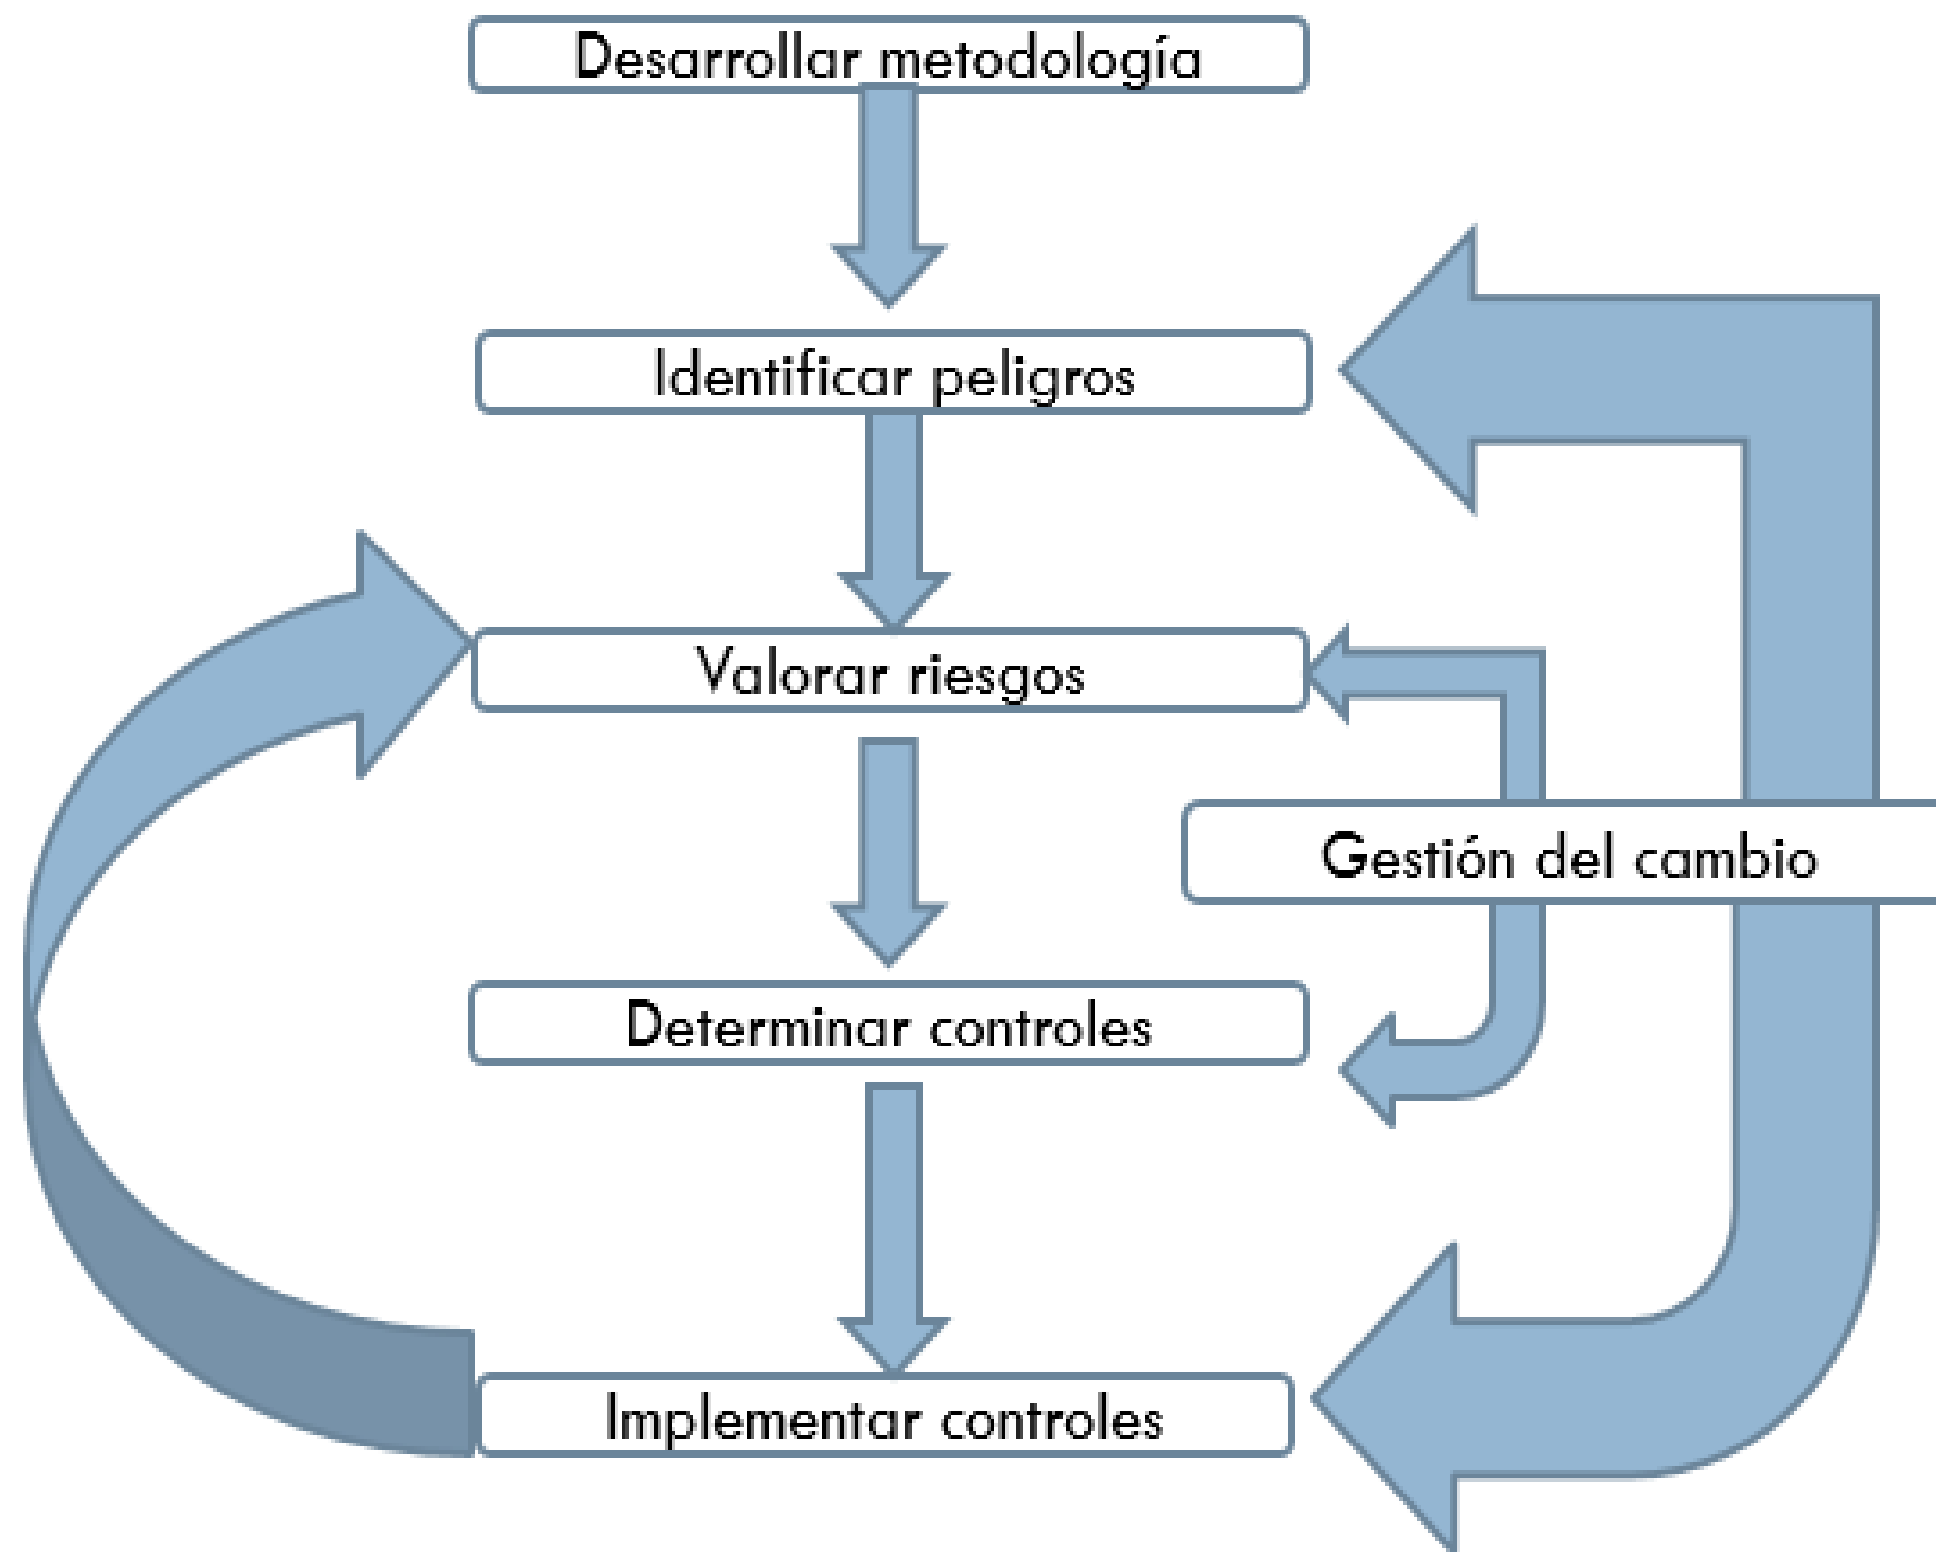 Desarrollar metodología
Identificar peligros
Valorar riesgos
Gestión del cambio
Determinar controles
Implementar controles